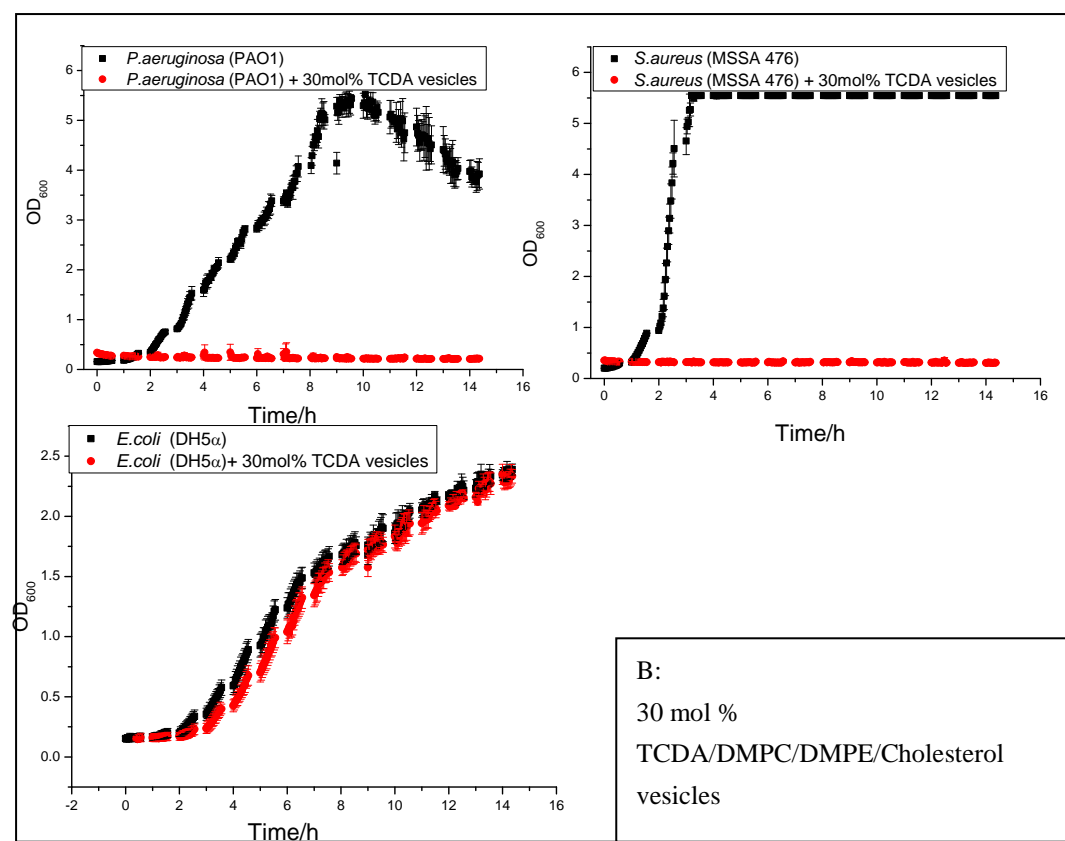 P.aeruginosa (PAO1)
P.aeruginosa (PAO1) + 30mol% TCDA vesicles
OD600
6
5
4
3
2
1
0
0 2 4 6 8 10 12 14 16
Time/h
S.aureus (MSSA 476)
S.aureus (MSSA 476) + 30mol% TCDA vesicles
OD600
6
5
4
3
2
1
0
0 2 4 6 8 10 12 14 16
Time/h
E.coli (DH5α)
E.coli (DH5α)+ 30mol% TCDA vesicles
OD600
2.5
2.0
1.5
1.0
0.5
0.0
-2 0 2 4 6 8 10 12 14 16
Time/h
B:
30 mol %
TCDA/DMPC/DMPE/Cholesterol
vesicles